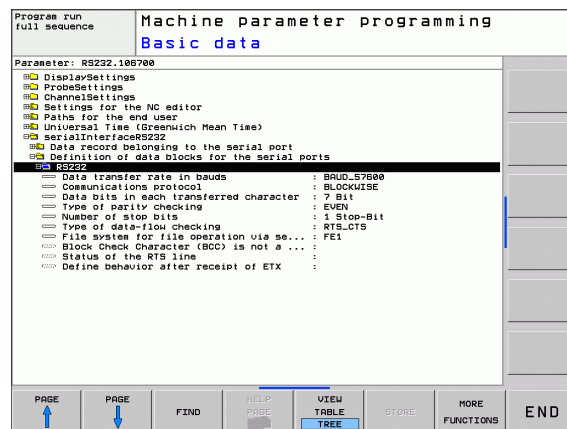 Program run
full sequence
Machine parameter programming
Basic data
Parameter: RS232.106700
DisplaySettings
ProbeSettings
ChannelSettings
Settings for the NC editor
Paths for the end user
Universal Time (Greenwich Mean Time)
serialInterfaceRS232
Data record belonging to the serial port
Definition of data blocks for the serial ports
RS232
Data transfer rate in bauds : BAUD_57600
Communications protocol : BLOCKWISE
Data bits in each transferred character : 7 Bit
Type of parity checking : EVEN
Number of stop bits : 1 Stop-Bit
Type of data-flow checking : RTS_CTS
File system for file operation via se... : FE1
Block Check Character (BCC) is not a ... :
Status of the RTS line :
Define behavior after receipt of ETX :
PAGE
PAGE
FIND
HELP
PAGE
VIEW
TABLE
TREE
STORE
MORE
FUNCTIONS
END